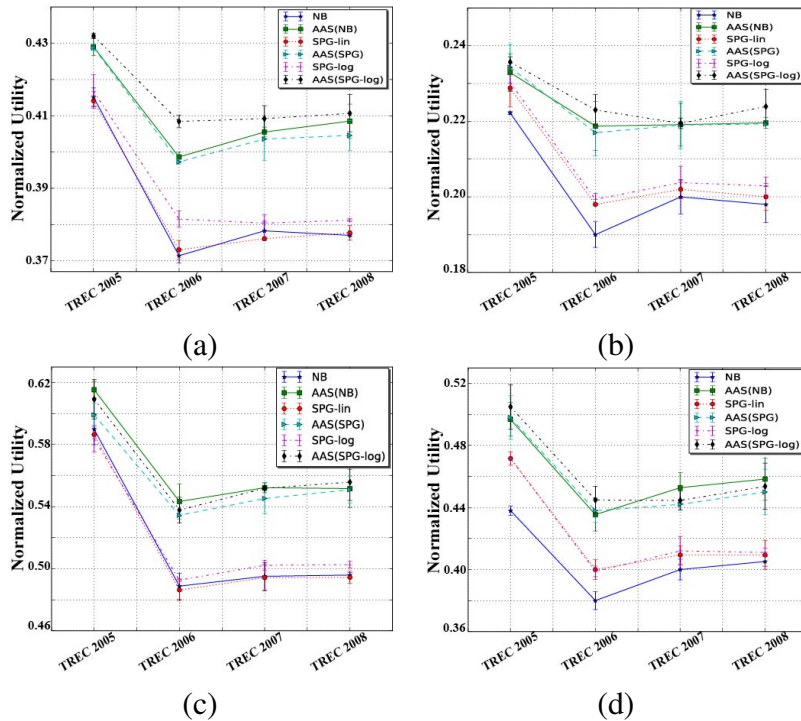 NB
AAS(NB)
SPG-lin
AAS(SPG)
SPG-log
AAS(SPG-log)
0.43
0.41
0.39
0.37
Normalized Utility
TREC 2005
TREC 2006
TREC 2007
TREC 2008
(a)
NB
AAS(NB)
SPG-lin
AAS(SPG)
SPG-log
AAS(SPG-log)
0.24
0.22
0.20
0.18
Normalized Utility
TREC 2005
TREC 2006
TREC 2007
TREC 2008
(b)
NB
AAS(NB)
SPG-lin
AAS(SPG)
SPG-log
AAS(SPG-log)
0.62
0.58
0.54
0.50
0.46
Normalized Utility
TREC 2005
TREC 2006
TREC 2007
TREC 2008
(c)
NB
AAS(NB)
SPG-lin
AAS(SPG)
SPG-log
AAS(SPG-log)
0.52
0.48
0.44
0.40
0.36
Normalized Utility
TREC 2005
TREC 2006
TREC 2007
TREC 2008
(d)